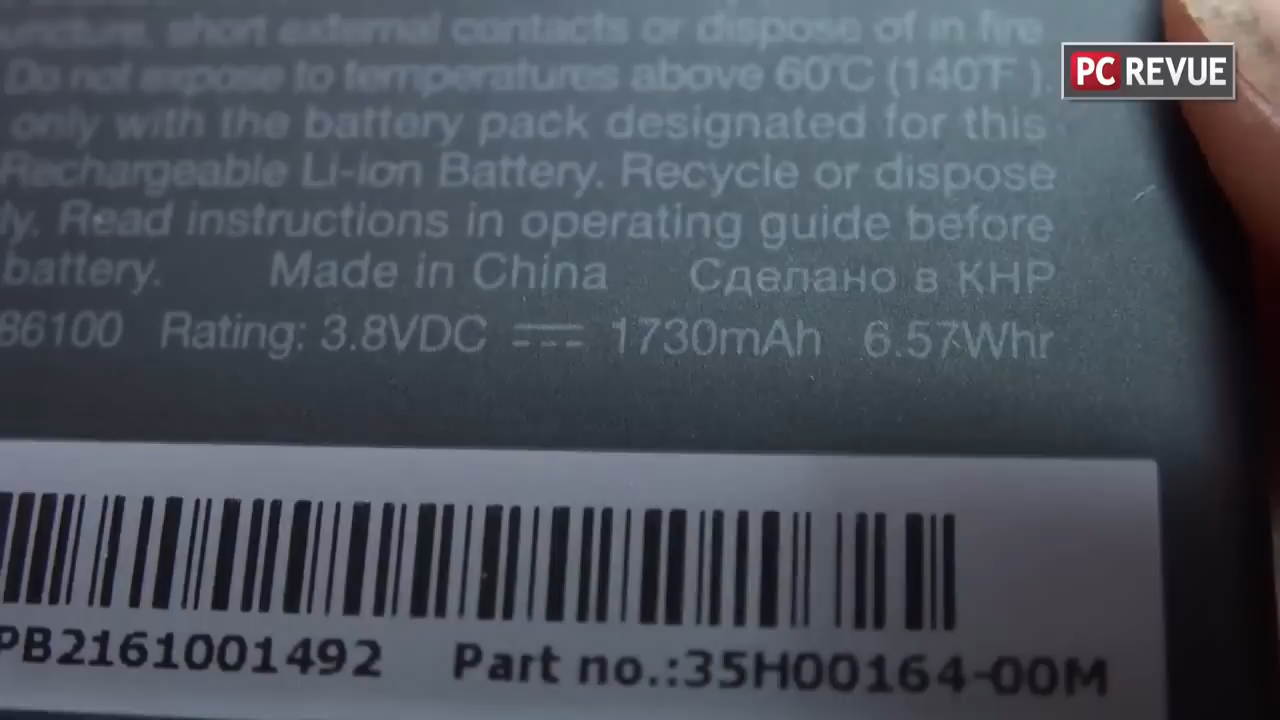 short external contacts or dispose of in fire
PC REVUE
Do not expose to temperatures above 60°C (140°F ).
only with the battery pack designated for this
Rechargeable Li-ion Battery. Recycle or dispose
ly. Read instructions in operating guide before
battery. Made in China Сделано в КНР
86100 Rating: 3.8VDC 1730mAh 6.57Whr
PB2161001492 Part no.:35H00164-00M